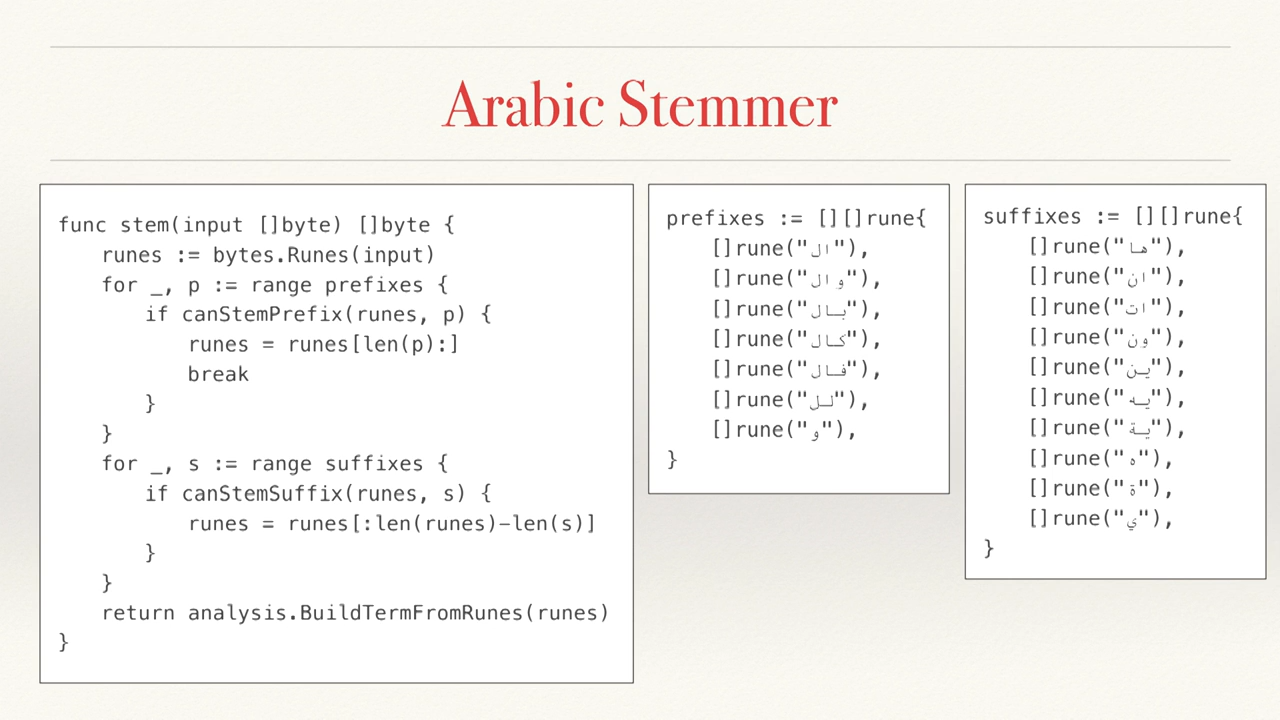 Arabic Stemmer
func stem(input []byte) []byte {
runes := bytes.Runes(input)
for _, p := range prefixes {
if canStemPrefix(runes, p) {
runes = runes[len(p):]
break
}
}
for _, s := range suffixes {
if canStemSuffix(runes, s) {
runes = runes[:len(runes)-len(s)]
}
}
return analysis.BuildTermFromRunes(runes)
}
prefixes := [][]rune{
[]rune("ال"),
[]rune("وال"),
[]rune("بال"),
[]rune("كال"),
[]rune("فال"),
[]rune("لل"),
[]rune("و"),
}
suffixes := [][]rune{
[]rune("ها"),
[]rune("ان"),
[]rune("ات"),
[]rune("ون"),
[]rune("ين"),
[]rune("يه"),
[]rune("ية"),
[]rune("ه"),
[]rune("ة"),
[]rune("ي"),
}